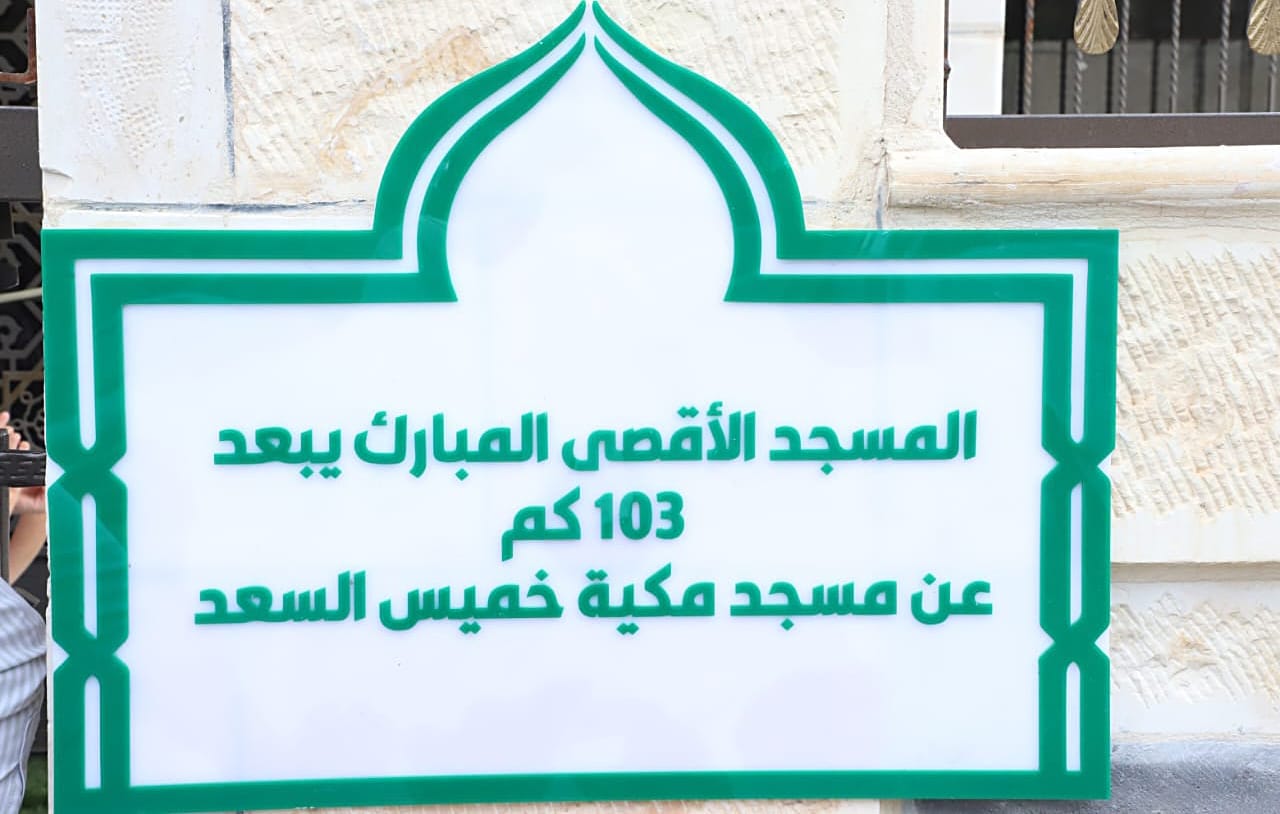 المسجد الأقصى المبارك يبعد
103 كم
عن مسجد مكية خميس السعد